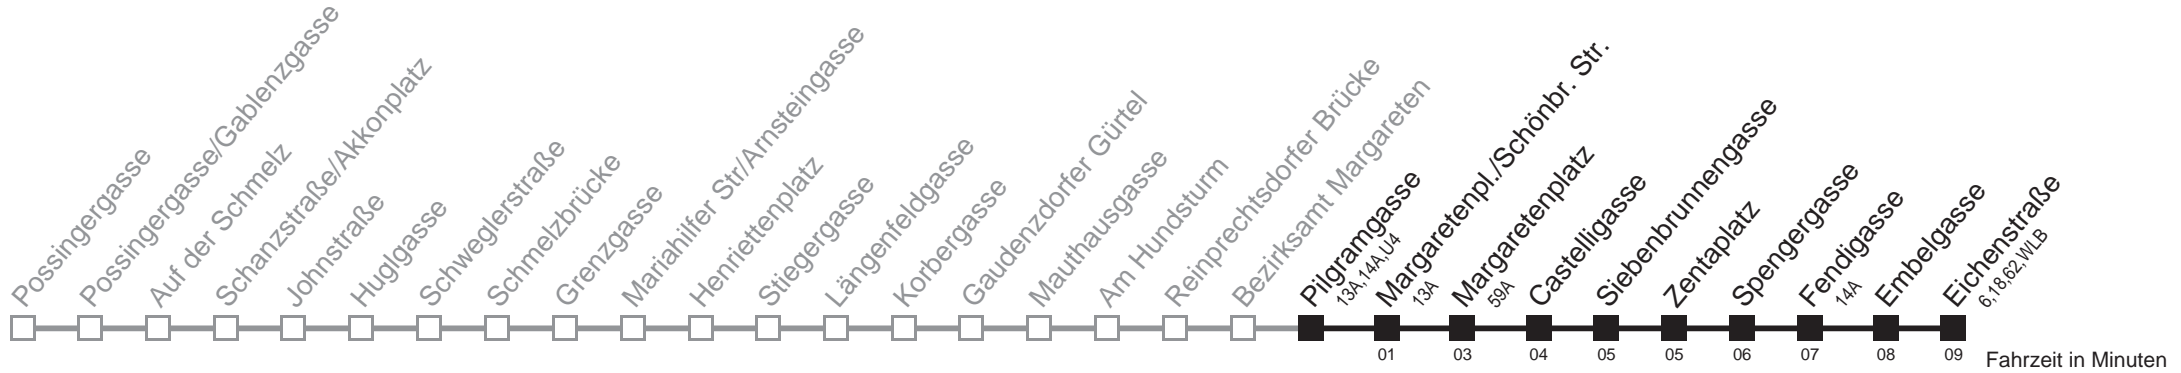 Possingergasse
Possingergasse/Gablenzgasse
Auf der Schmelz
Schanzstraße/Akkonplatz
Johnstraße
Huglgasse
Schweglerstraße
Schmelzbrücke
Grenzgasse
Mariahilfer Str/Arnsteingasse
Henriettenplatz
Stiegergasse
Längenfeldgasse
Korbergasse
Gaudenzdorfer Gürtel
Mauthausgasse
Am Hundsturm
Reinprechtsdorfer Brücke
Bezirksamt Margareten
Pilgramgasse
13A,14A,U4
Margaretenpl./Schönbr. Str.
13A
Margaretenplatz
59A
Castelligasse
Siebenbrunnengasse
Zentaplatz
Spengergasse
Fendigasse
14A
Embelgasse
Eichenstraße
6,18,62,WLB
01 03 04 05 05 06 07 08 09
Fahrzeit in Minuten